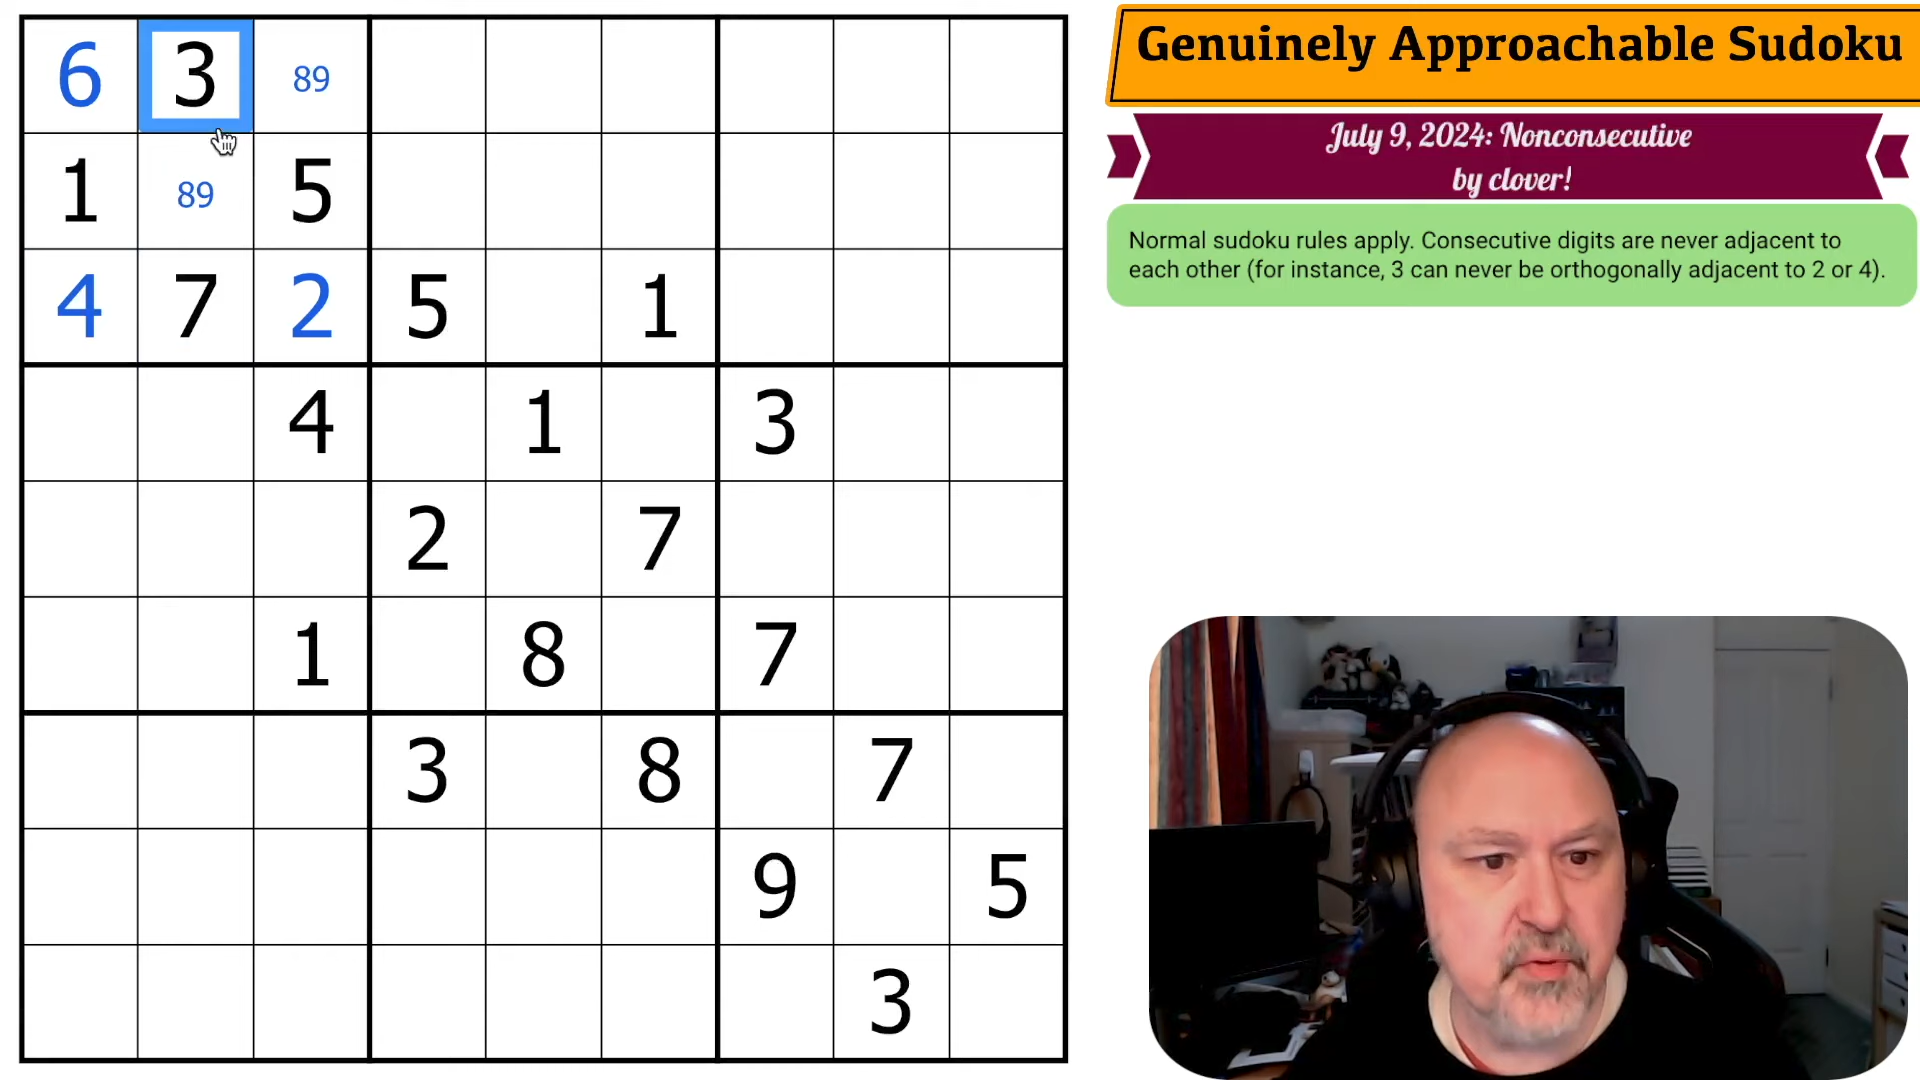 Genuinely Approachable Sudoku
July 9, 2024: Nonconsecutive
by clover!
Normal sudoku rules apply. Consecutive digits are never adjacent to
each other (for instance, 3 can never be orthogonally adjacent to 2 or 4).
6 3 89
1 89 5
4 7 2 5 1
4 1 3
2 7
1 8 7
3 8 7
9 5
3